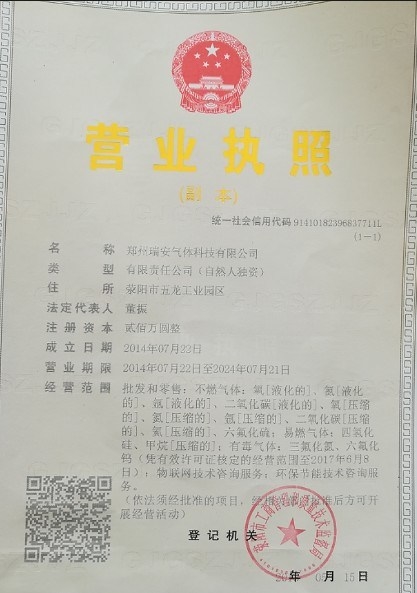 营业执照
(副本)
统一社会信用代码 91410182396837711L
(1-1)
名称 郑州瑞安气体科技有限公司
类型 有限责任公司(自然人独资)
住所 荥阳市五龙工业园区
法定代表人 董振
注册资本 贰佰万圆整
成立日期 2014年07月23日
营业期限 2014年07月22日至2024年07月21日
经营范围 批发和零售:不燃气体:氧[液化的]、氮[液化
的]、氩[液化的]、二氧化碳[液化的]、氧[压缩
的]、氮[压缩的]、氩[压缩的]、二氧化碳[压缩
的]、氦[压缩的]、六氟化硫;易燃气体:四氢化
硅、甲烷[压缩的];有毒气体:三氟化氮、六氟化
钨(凭有效许可证核定的经营范围至2017年6月8
日);物联网技术咨询服务;环保节能技术咨询服
务。
(依法须经批准的项目,经相关部门批准后方可开
展经营活动)
登记机关
年 月 15日